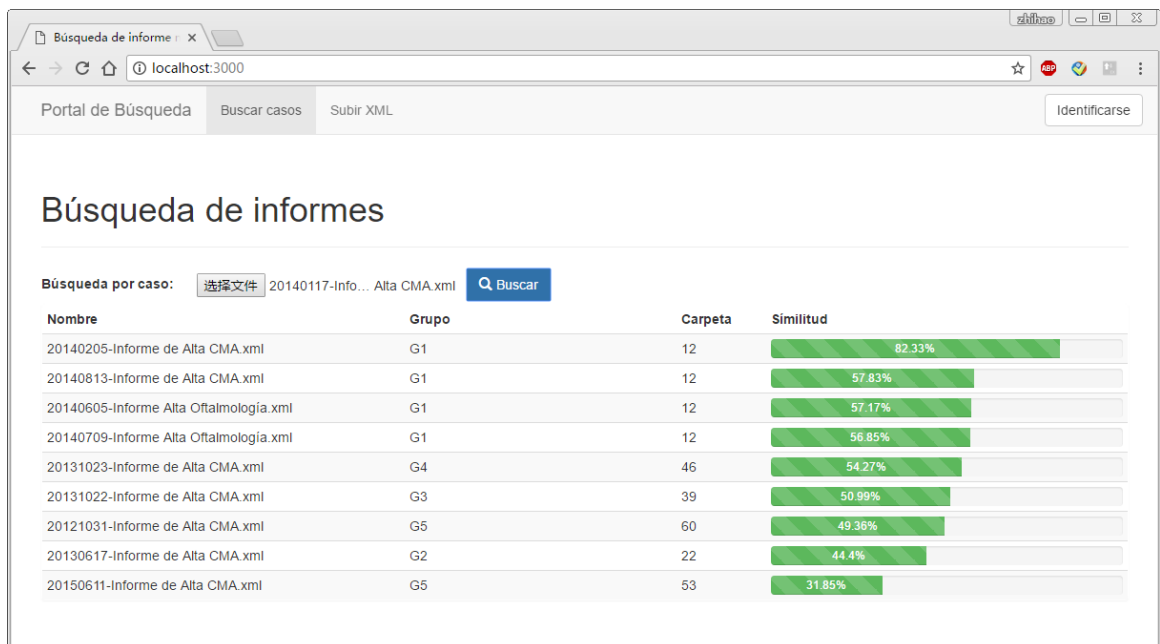 zhihao
Búsqueda de informe
localhost:3000
ABP
Portal de Búsqueda Buscar casos Subir XML Identificarse
Búsqueda de informes
Búsqueda por caso: 选择文件 20140117-Info... Alta CMA.xml Buscar
Nombre Grupo Carpeta Similitud
20140205-Informe de Alta CMA.xml G1 12 82.33%
20140813-Informe de Alta CMA.xml G1 12 57.83%
20140605-Informe Alta Oftalmología.xml G1 12 57.17%
20140709-Informe Alta Oftalmología.xml G1 12 56.85%
20131023-Informe de Alta CMA.xml G4 46 54.27%
20131022-Informe de Alta CMA.xml G3 39 50.99%
20121031-Informe de Alta CMA.xml G5 60 49.36%
20130617-Informe de Alta CMA.xml G2 22 44.4%
20150611-Informe de Alta CMA.xml G5 53 31.85%